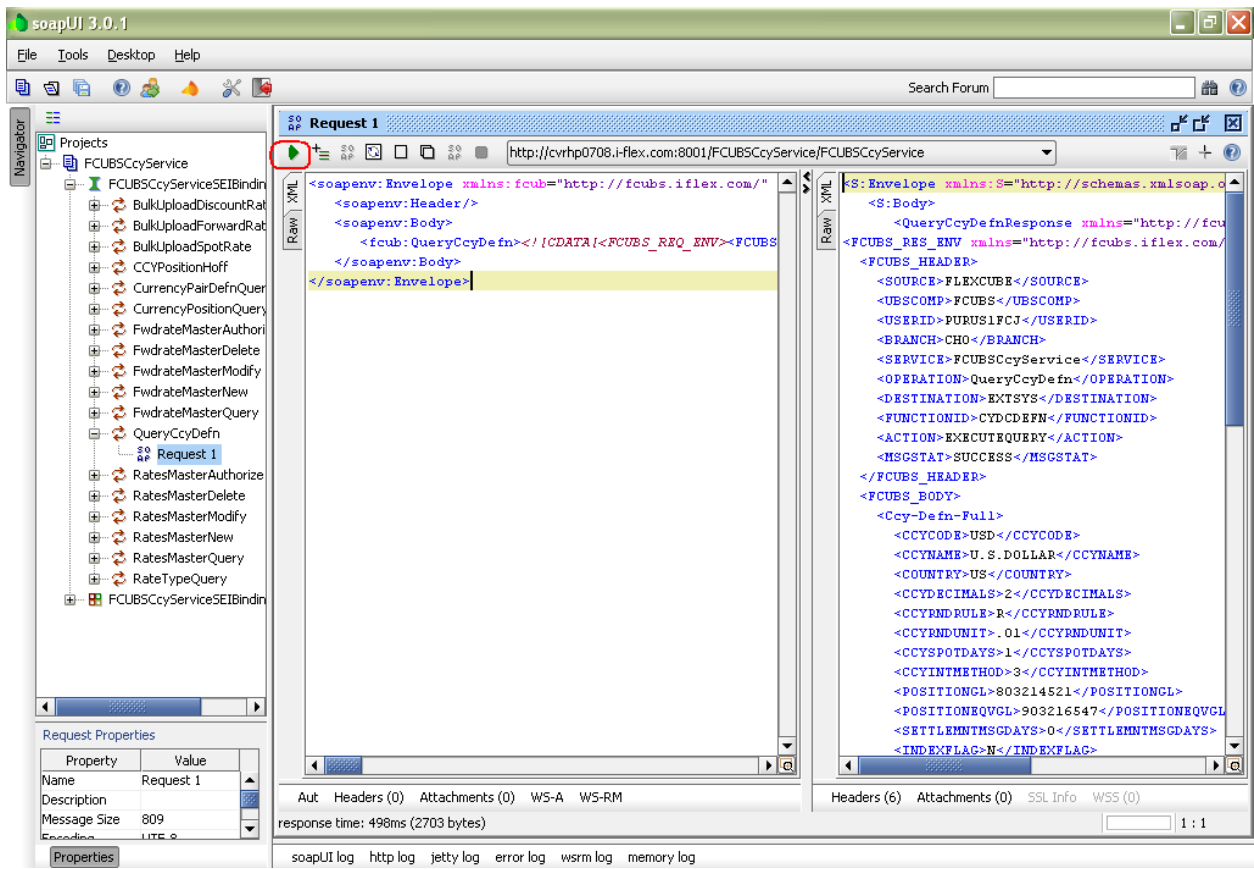 soapUI 3.0.1
File Tools Desktop Help
Search Forum
Navigator
Projects
FCUBSCcyService
FCUBSCcyServiceSEIBindin
BulkUploadDiscountRat
BulkUploadForwardRat
BulkUploadSpotRate
CCYPositionHoff
CurrencyPairDefnQuer
CurrencyPositionQuery
FwdrateMasterAuthori
FwdrateMasterDelete
FwdrateMasterModify
FwdrateMasterNew
FwdrateMasterQuery
QueryCcyDefn
Request 1
RatesMasterAuthorize
RatesMasterDelete
RatesMasterModify
RatesMasterNew
RatesMasterQuery
RateTypeQuery
FCUBSCcyServiceSEIBindin
Request Properties
Property Value
Name Request 1
Description
Message Size 809
Encoding UTF-8
Properties
Request 1
http://cvrhp0708.i-flex.com:8001/FCUBSCcyService/FCUBSCcyService
XML
Raw
<soapenv:Envelope xmlns:fcub="http://fcubs.iflex.com/"
<soapenv:Header/>
<soapenv:Body>
<fcub:QueryCcyDefn><![CDATA[<FCUBS_REQ_ENV><FCUBS
</soapenv:Body>
</soapenv:Envelope>
Aut Headers (0) Attachments (0) WS-A WS-RM
XML
Raw
<S:Envelope xmlns:S="http://schemas.xmlsoap.o
<S:Body>
<QueryCcyDefnResponse xmlns="http://fcu
<FCUBS_RES_ENV xmlns="http://fcubs.iflex.com/
<FCUBS_HEADER>
<SOURCE>FLEXCUBE</SOURCE>
<UBSCOMP>FCUBS</UBSCOMP>
<USERID>PURUS1FCJ</USERID>
<BRANCH>CHO</BRANCH>
<SERVICE>FCUBSCcyService</SERVICE>
<OPERATION>QueryCcyDefn</OPERATION>
<DESTINATION>EXTSYS</DESTINATION>
<FUNCTIONID>CYDCDEFN</FUNCTIONID>
<ACTION>EXECUTEQUERY</ACTION>
<MSGSTAT>SUCCESS</MSGSTAT>
</FCUBS_HEADER>
<FCUBS_BODY>
<Ccy-Defn-Full>
<CCYCODE>USD</CCYCODE>
<CCYNAME>U.S.DOLLAR</CCYNAME>
<COUNTRY>US</COUNTRY>
<CCYDECIMALS>2</CCYDECIMALS>
<CCYRNDRULE>R</CCYRNDRULE>
<CCYRNDUNIT>.01</CCYRNDUNIT>
<CCYSPOTDAYS>1</CCYSPOTDAYS>
<CCYINTMETHOD>3</CCYINTMETHOD>
<POSITIONGL>803214521</POSITIONGL>
<POSITIONEQVGL>903216547</POSITIONEQVGL
<SETTLEMNTMSGDAYS>0</SETTLEMNTMSGDAYS>
<INDEXFLAG>N</INDEXFLAG>
Headers (6) Attachments (0) SSL Info WSS (0)
response time: 498ms (2703 bytes)
1 : 1
soapUI log http log jetty log error log wsrm log memory log